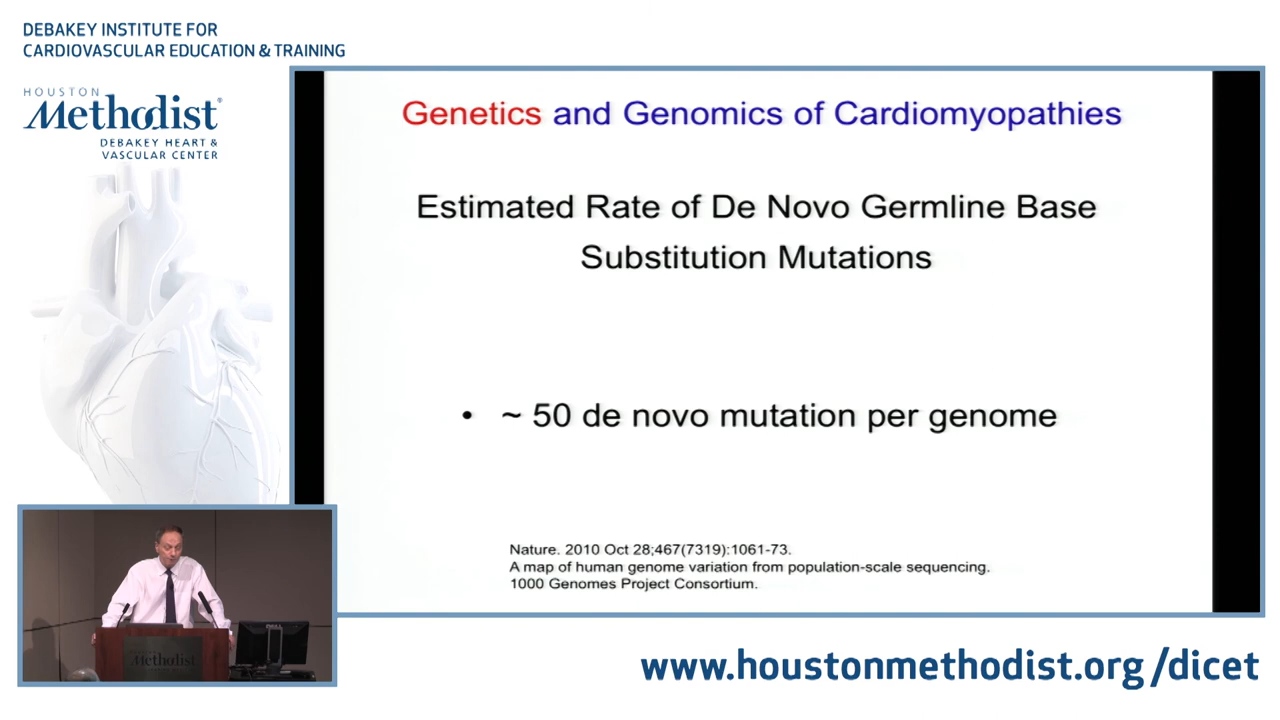 DEBAKEY INSTITUTE FOR
CARDIOVASCULAR EDUCATION & TRAINING
HOUSTON
Methodist®
DEBAKEY HEART &
VASCULAR CENTER
Genetics and Genomics of Cardiomyopathies
Estimated Rate of De Novo Germline Base
Substitution Mutations
• ~ 50 de novo mutation per genome
Nature. 2010 Oct 28;467(7319):1061-73.
A map of human genome variation from population-scale sequencing.
1000 Genomes Project Consortium.
HOUSTON
Methodist
DELL
www.houstonmethodist.org/dicet